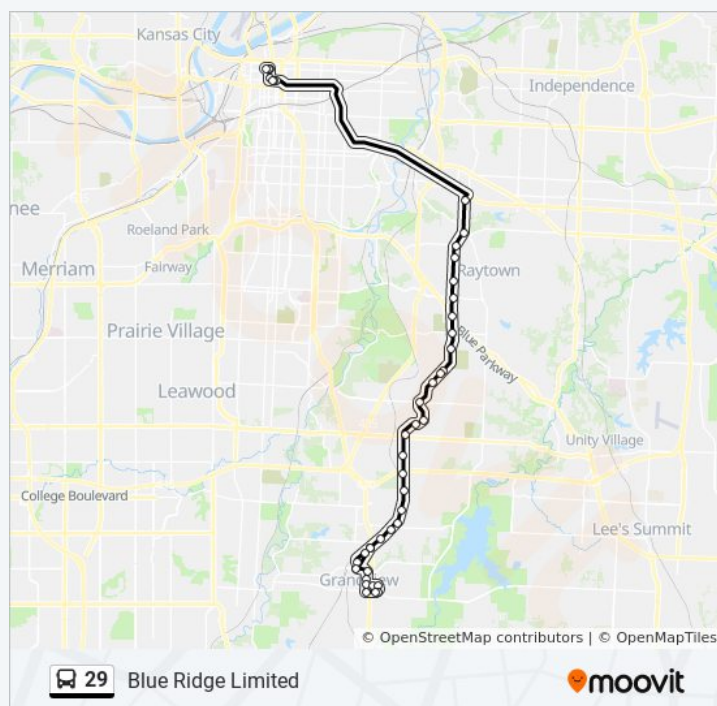 Kansas City
Independence
nee
Roeland Park
Merriam
Fairway
Raytown
Prairie Village
Blue Parkway
Leawood
Unity Village
College Boulevard
Lee's Summit
Grandview
© OpenStreetMap contributors | © OpenMapTiles
29 Blue Ridge Limited
moovit